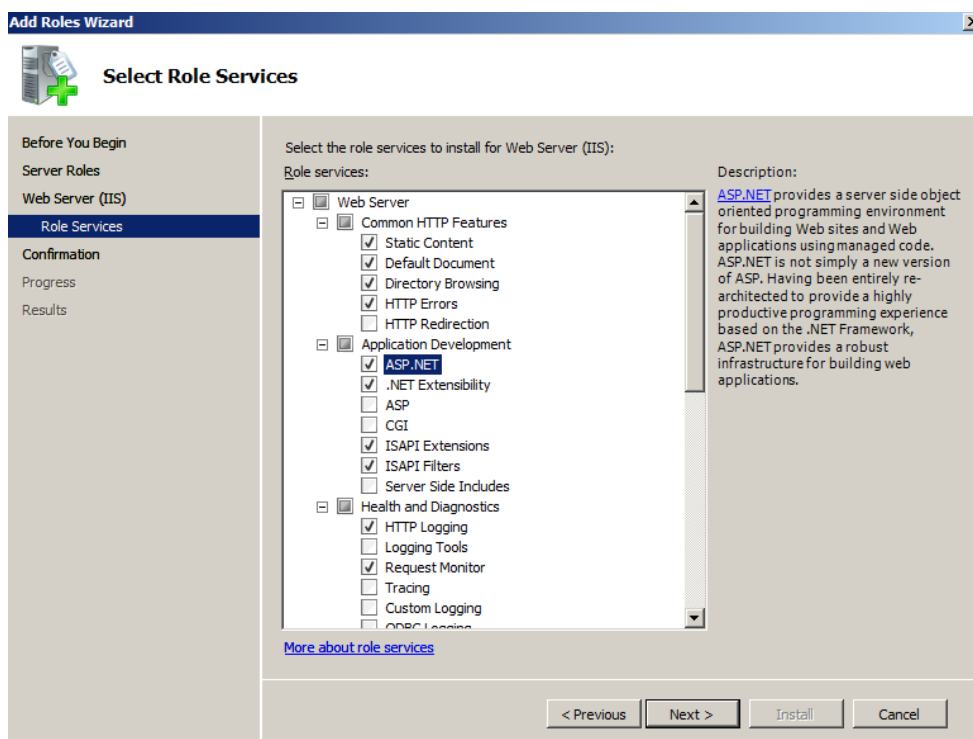 Add Roles Wizard
Select Role Services
Before You Begin
Server Roles
Web Server (IIS)
Role Services
Confirmation
Progress
Results
Select the role services to install for Web Server (IIS):
Role services:
Web Server
Common HTTP Features
Static Content
Default Document
Directory Browsing
HTTP Errors
HTTP Redirection
Application Development
ASP.NET
.NET Extensibility
ASP
CGI
ISAPI Extensions
ISAPI Filters
Server Side Includes
Health and Diagnostics
HTTP Logging
Logging Tools
Request Monitor
Tracing
Custom Logging
ODBC Logging
More about role services
Description:
ASP.NET provides a server side object
oriented programming environment
for building Web sites and Web
applications using managed code.
ASP.NET is not simply a new version
of ASP. Having been entirely re-
architected to provide a highly
productive programming experience
based on the .NET Framework,
ASP.NET provides a robust
infrastructure for building web
applications.
< Previous
Next >
Install
Cancel